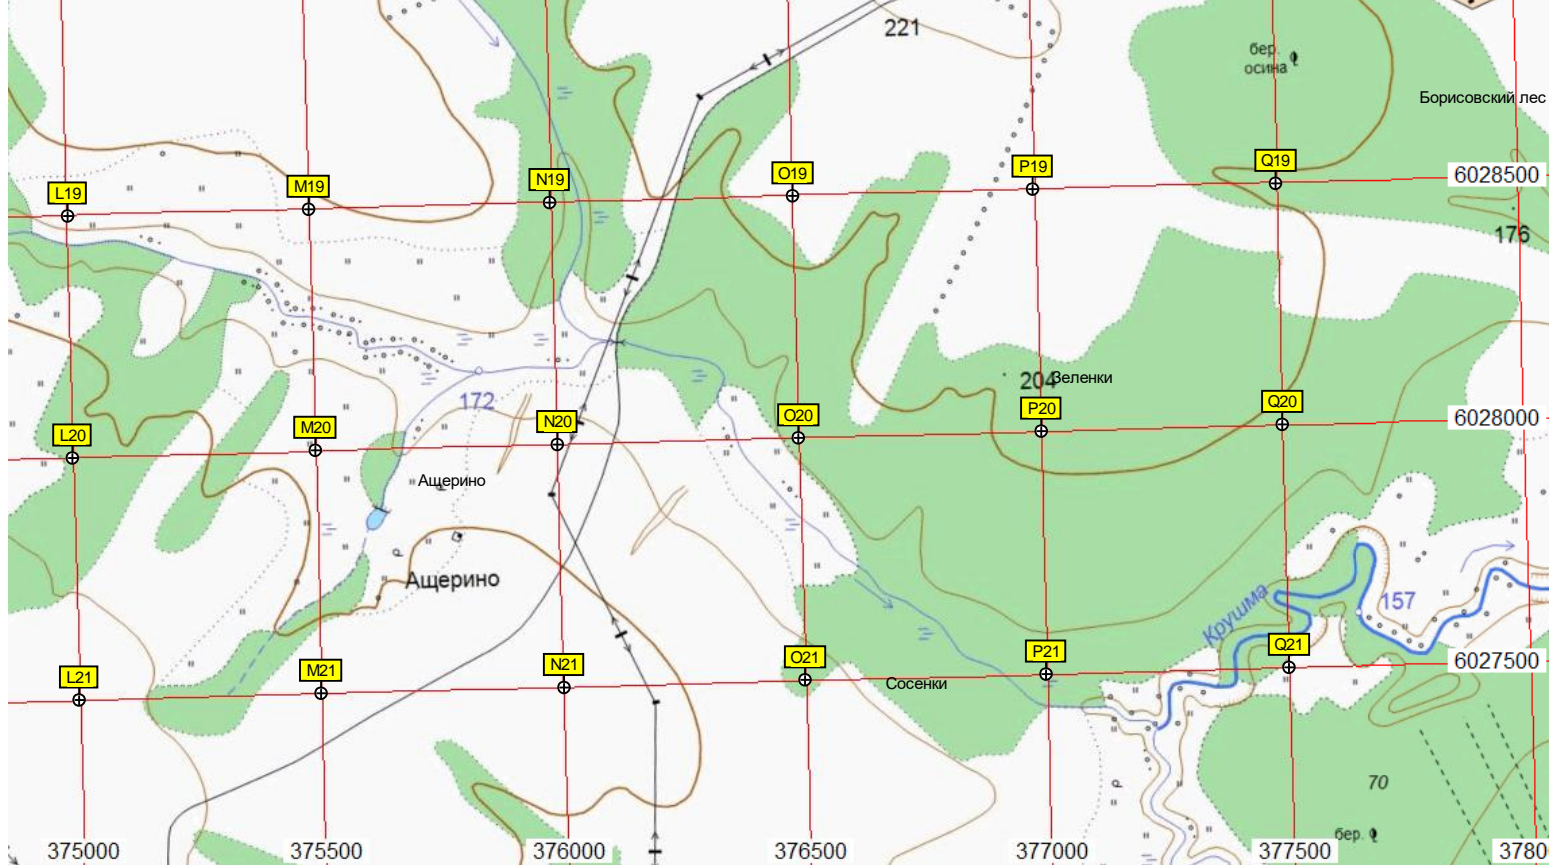 221
бер.
осина
Борисовский лес
L19
M19
N19
O19
P19
Q19
6028500
176
172
204
Зеленки
L20
M20
N20
O20
P20
Q20
6028000
Ащерино
Ащерино
Крушма
157
L21
M21
N21
O21
P21
Q21
6027500
Сосенки
70
бер.
375000
375500
376000
376500
377000
377500
3780